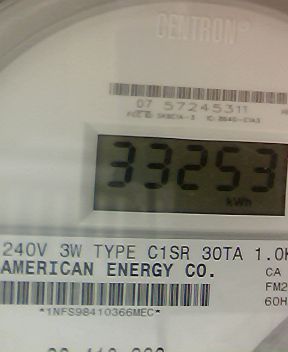 CENTRON®
07 57245311
33253
kWh
240V 3W TYPE C1SR 30TA 1.0K
AMERICAN ENERGY CO.
CA
FM2
60H
*1NFS98410366MEC*